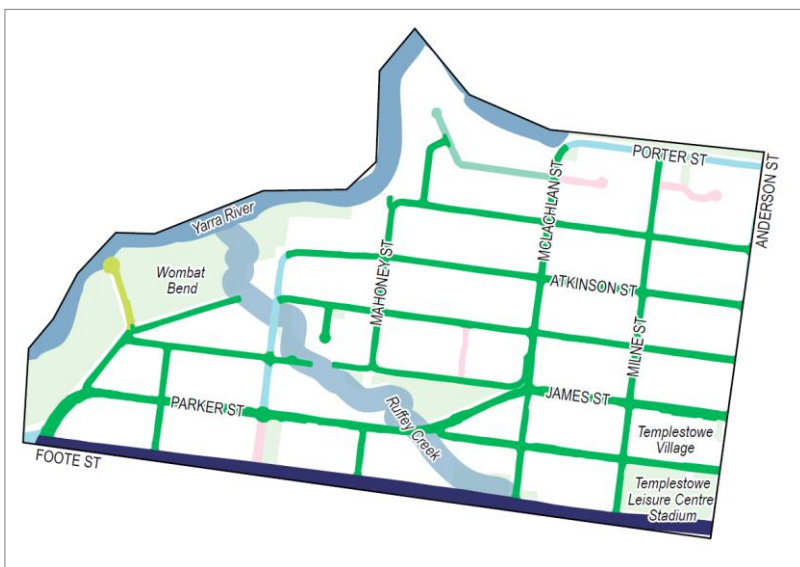 PORTER ST
ANDERSON ST
MCLACHLAN ST
Yarra River
MAHONEY ST
Wombat
Bend
ATKINSON ST
MILNE ST
JAMES ST
PARKER ST
Ruffey Creek
Templestowe
Village
FOOTE ST
Templestowe
Leisure Centre
Stadium